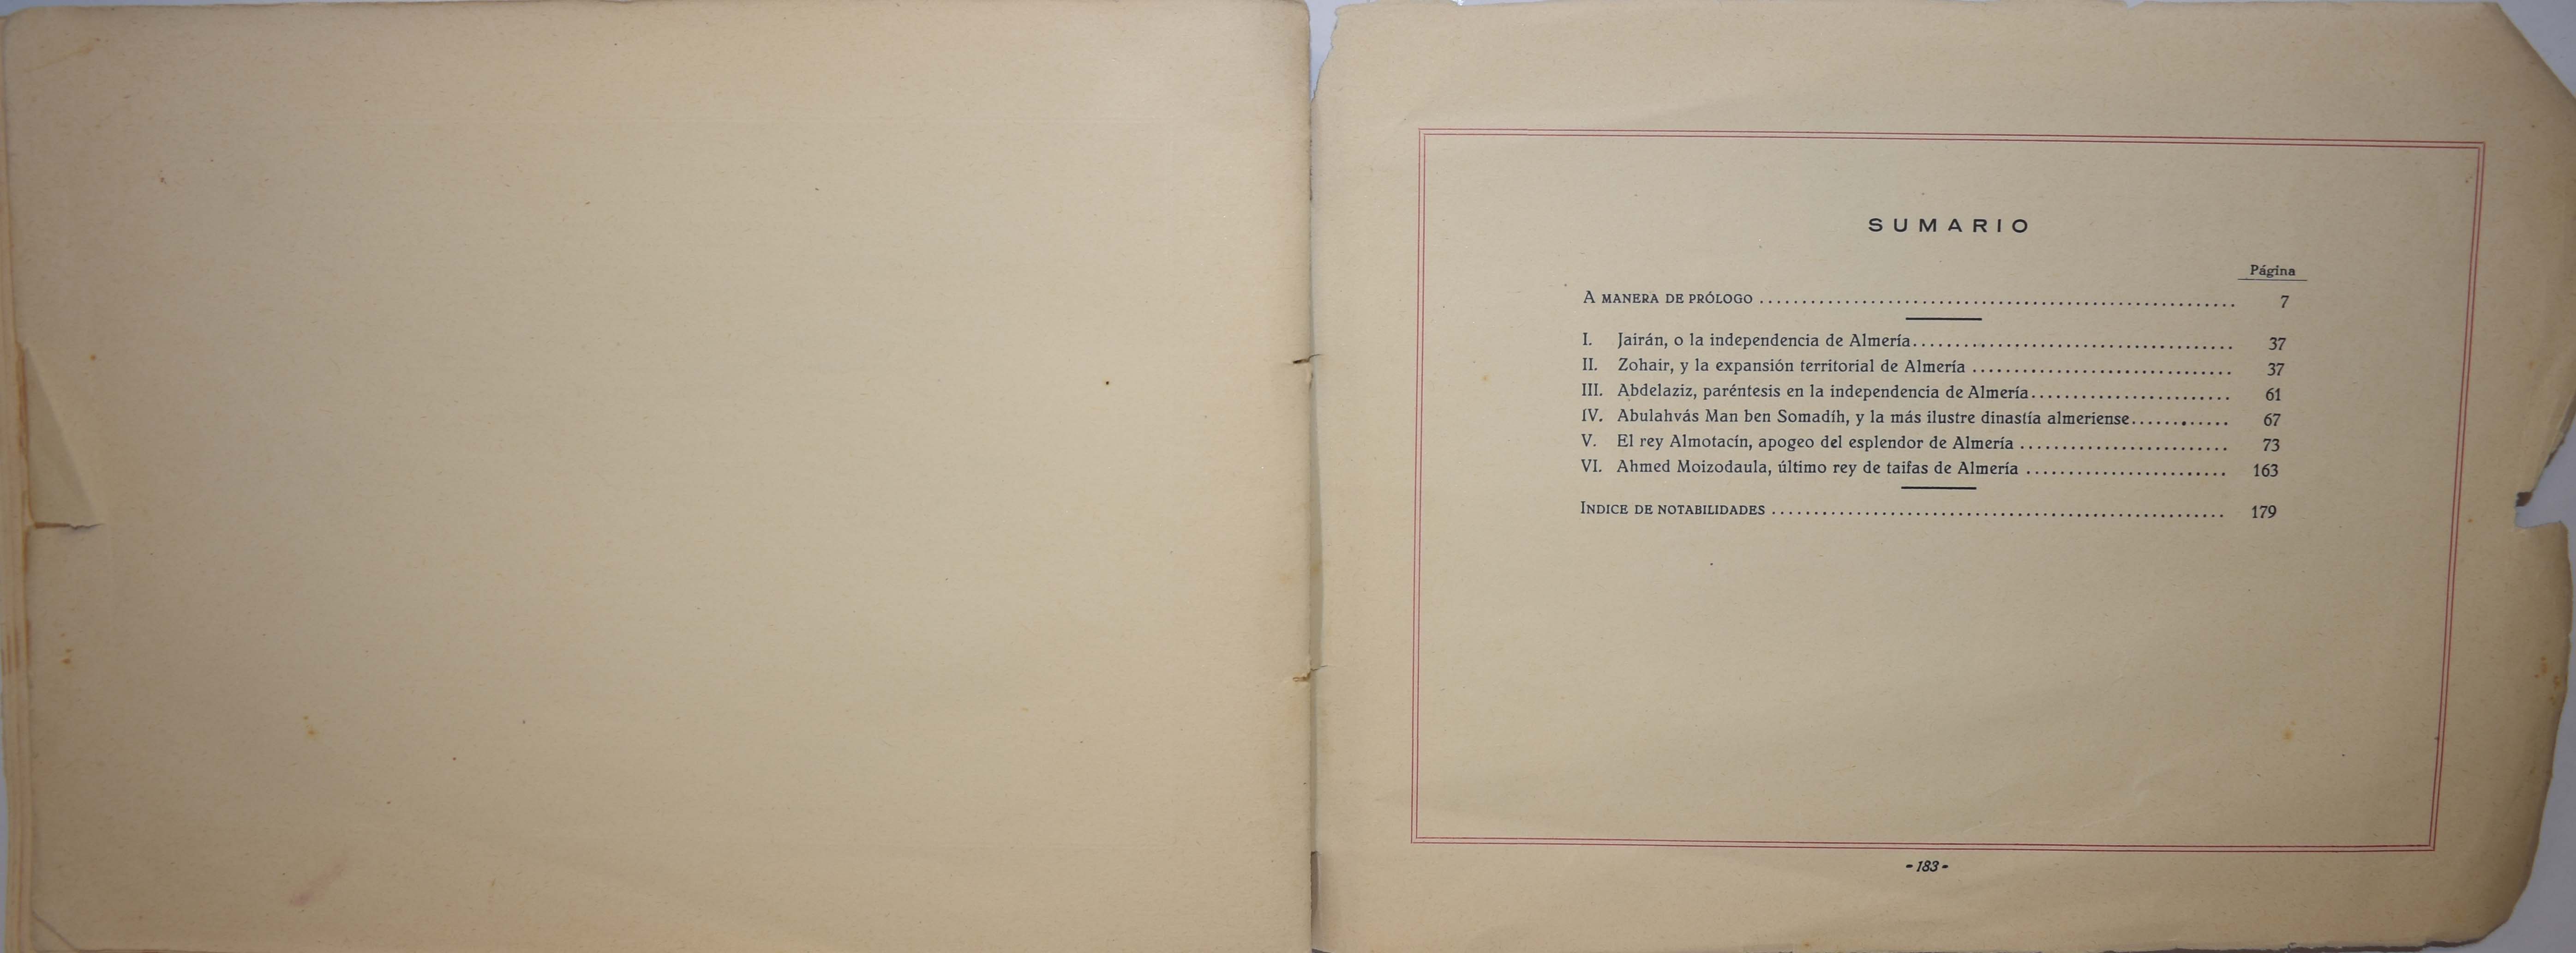 SUMARIO
Página
A MANERA DE PRÓLOGO ........................................................ 7
I. Jairán, o la independencia de Almería...................................... 37
II. Zohair, y la expansión territorial de Almería ............................... 37
III. Abdelaziz, paréntesis en la independencia de Almería........................ 61
IV. Abulahvás Man ben Somadíh, y la más ilustre dinastía almeriense............ 67
V. El rey Almotacín, apogeo del esplendor de Almería ......................... 73
VI. Ahmed Moizodaula, último rey de taifas de Almería ........................ 163
INDICE DE NOTABILIDADES ..................................................... 179
-183-